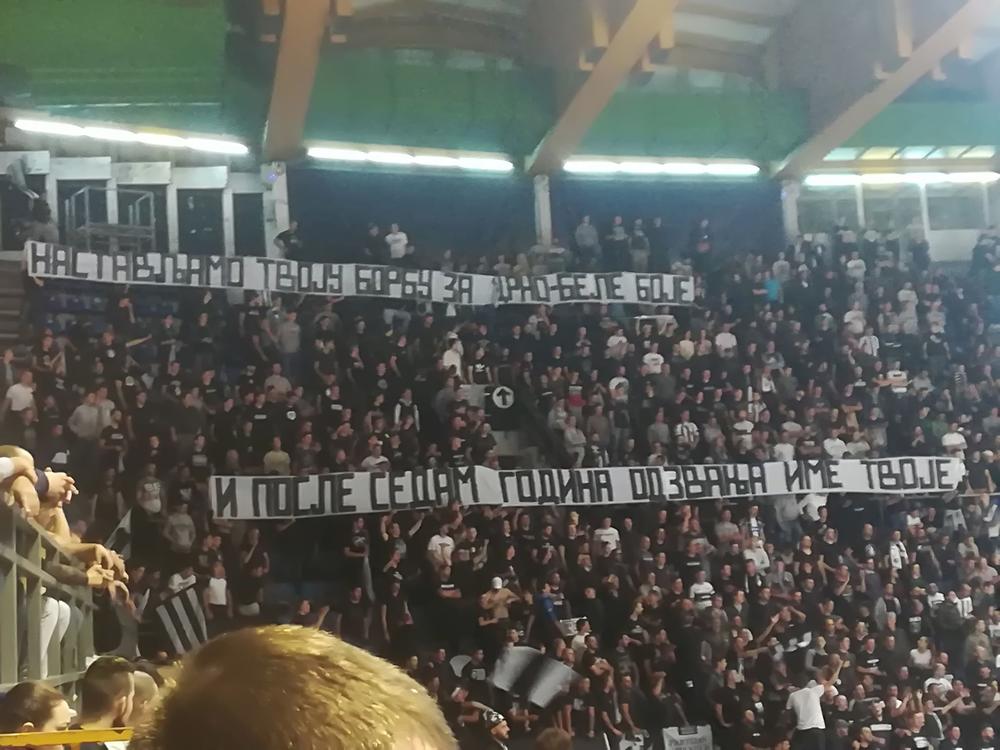 НАСТАВЉАМО ТВОЈУ БОРБУ ЗА ЦРНО-БЕЛЕ БОЈЕ
И ПОСЛЕ СЕДАМ ГОДИНА ОДЗВАЊА ИМЕ ТВОЈЕ